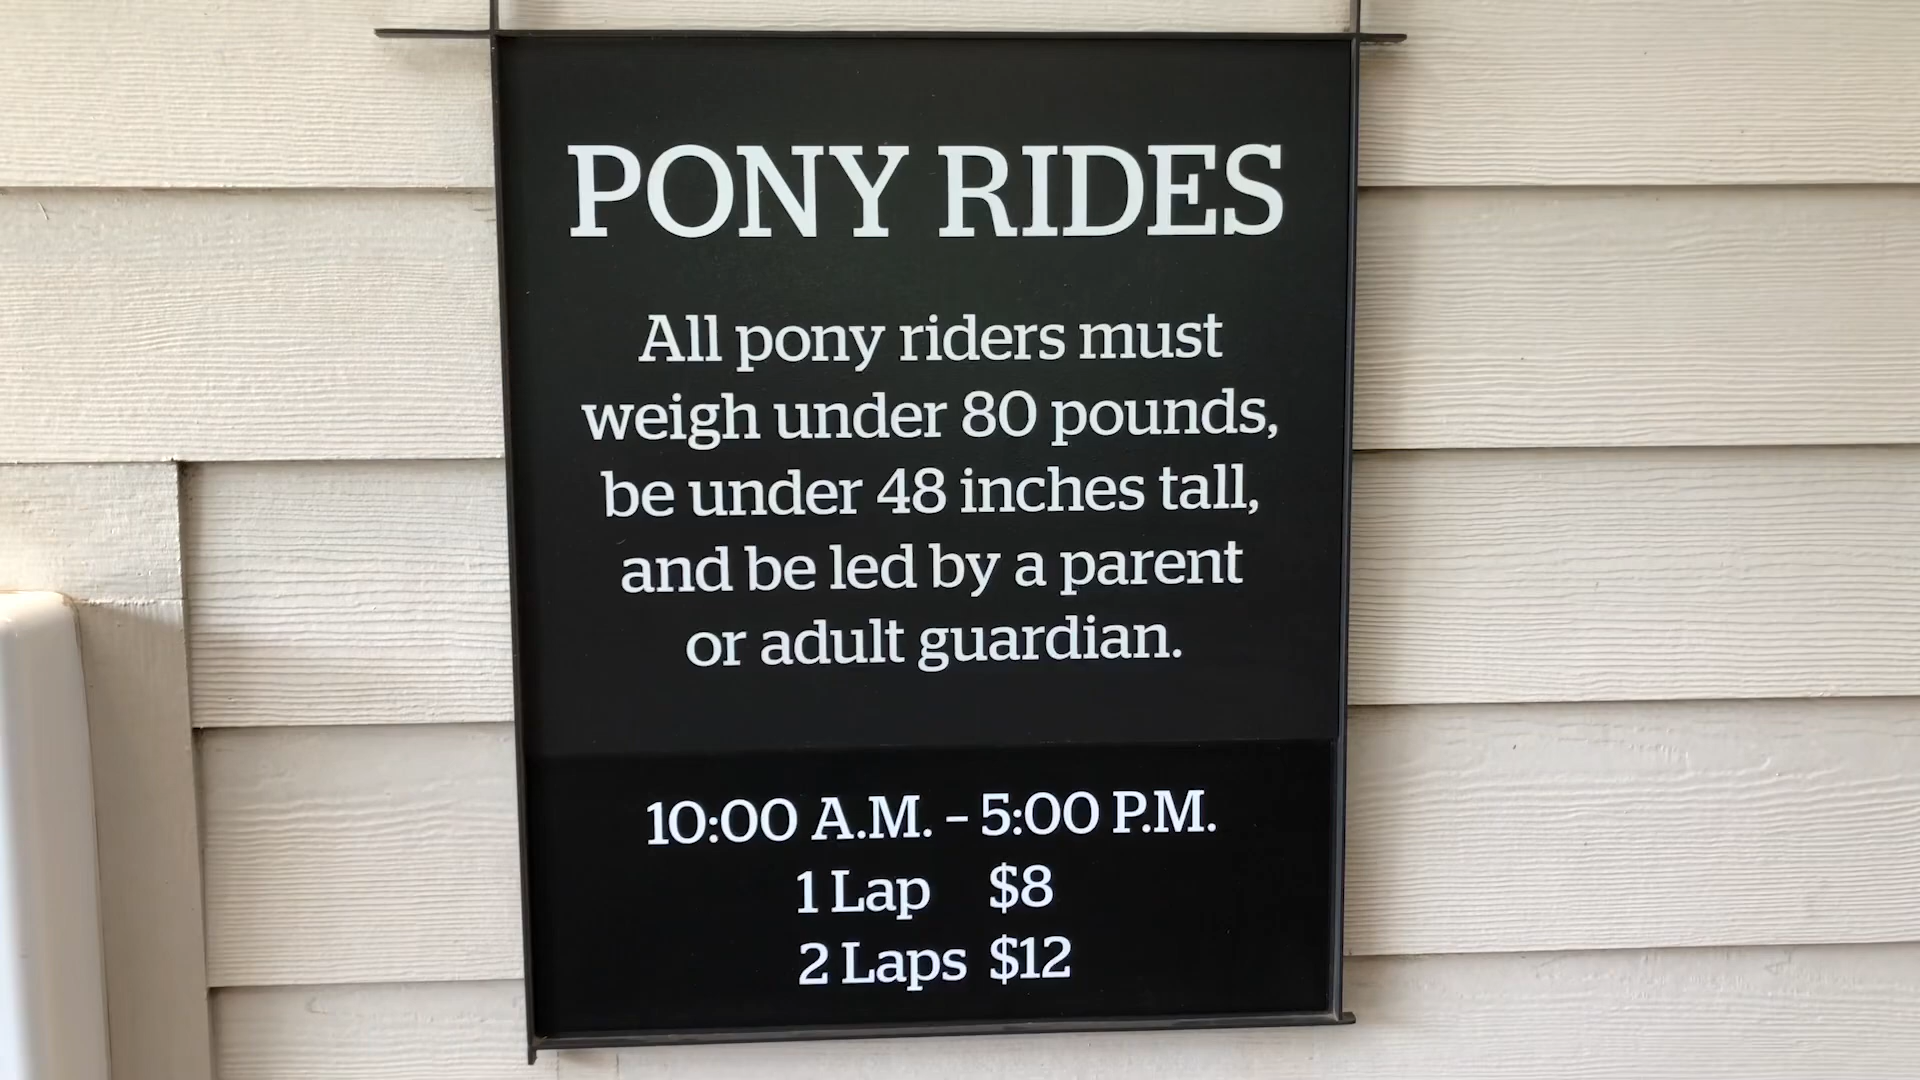 PONY RIDES
All pony riders must
weigh under 80 pounds,
be under 48 inches tall,
and be led by a parent
or adult guardian.
10:00 A.M. – 5:00 P.M.
1 Lap $8
2 Laps $12